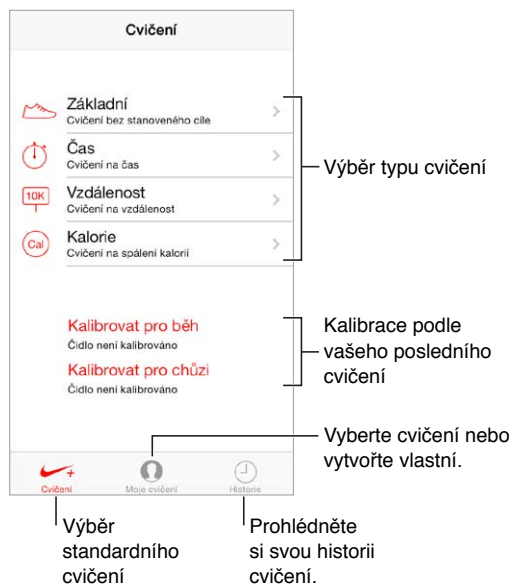 Cvičení
Základní
Cvičení bez stanoveného cíle
Čas
Cvičení na čas
10K
Vzdálenost
Cvičení na vzdálenost
Cal
Kalorie
Cvičení na spálení kalorií
Výběr typu cvičení
Kalibrovat pro běh
Čidlo není kalibrováno
Kalibrovat pro chůzi
Čidlo není kalibrováno
Kalibrace podle
vašeho posledního
cvičení
Cvičení
Moje cvičení
Historie
Vyberte cvičení nebo
vytvořte vlastní.
Výběr
standardního
cvičení
Prohlédněte
si svou historii
cvičení.